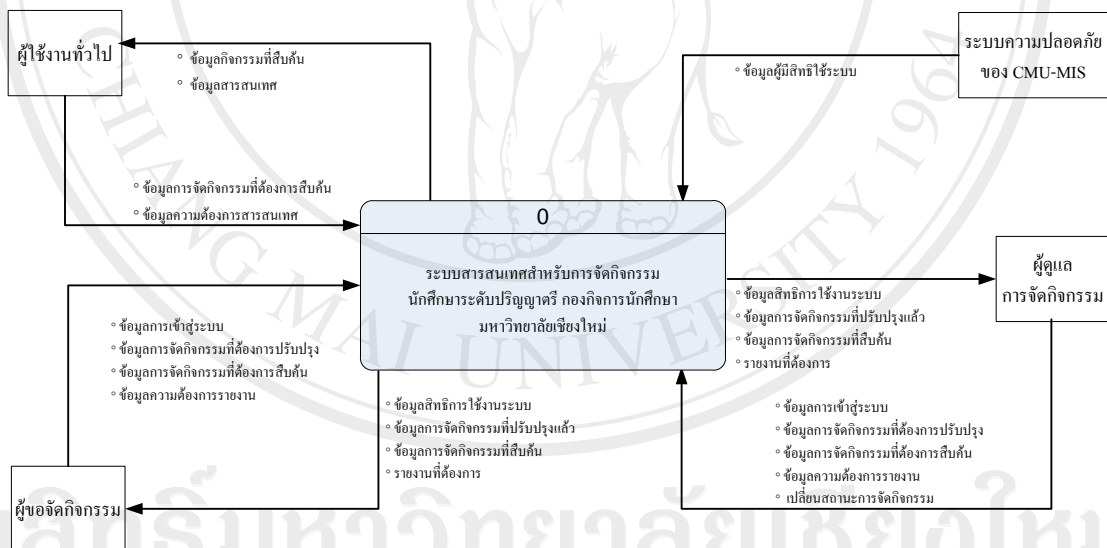 ผู้ใช้งานทั่วไป
° ข้อมูลกิจกรรมที่สืบค้น
° ข้อมูลสารสนเทศ
ระบบความปลอดภัย
ของ CMU-MIS
° ข้อมูลผู้มีสิทธิใช้ระบบ
° ข้อมูลการจัดกิจกรรมที่ต้องการสืบค้น
° ข้อมูลความต้องการสารสนเทศ
0
ระบบสารสนเทศสำหรับการจัดกิจกรรม
นักศึกษาระดับปริญญาตรี กองกิจการนักศึกษา
มหาวิทยาลัยเชียงใหม่
ผู้ดูแล
การจัดกิจกรรม
° ข้อมูลสิทธิการใช้งานระบบ
° ข้อมูลการจัดกิจกรรมที่ปรับปรุงแล้ว
° ข้อมูลการจัดกิจกรรมที่สืบค้น
° รายงานที่ต้องการ
° ข้อมูลการเข้าสู่ระบบ
° ข้อมูลการจัดกิจกรรมที่ต้องการปรับปรุง
° ข้อมูลการจัดกิจกรรมที่ต้องการสืบค้น
° ข้อมูลความต้องการรายงาน
° ข้อมูลสิทธิการใช้งานระบบ
° ข้อมูลการจัดกิจกรรมที่ปรับปรุงแล้ว
° ข้อมูลการจัดกิจกรรมที่สืบค้น
° รายงานที่ต้องการ
° ข้อมูลการเข้าสู่ระบบ
° ข้อมูลการจัดกิจกรรมที่ต้องการปรับปรุง
° ข้อมูลการจัดกิจกรรมที่ต้องการสืบค้น
° ข้อมูลความต้องการรายงาน
° เปลี่ยนสถานะการจัดกิจกรรม
ผู้ขอจัดกิจกรรม
CHIANG MAI UNIVERSITY 1964
สิทธิ์มหาวิทยาลัยเชียงใหม